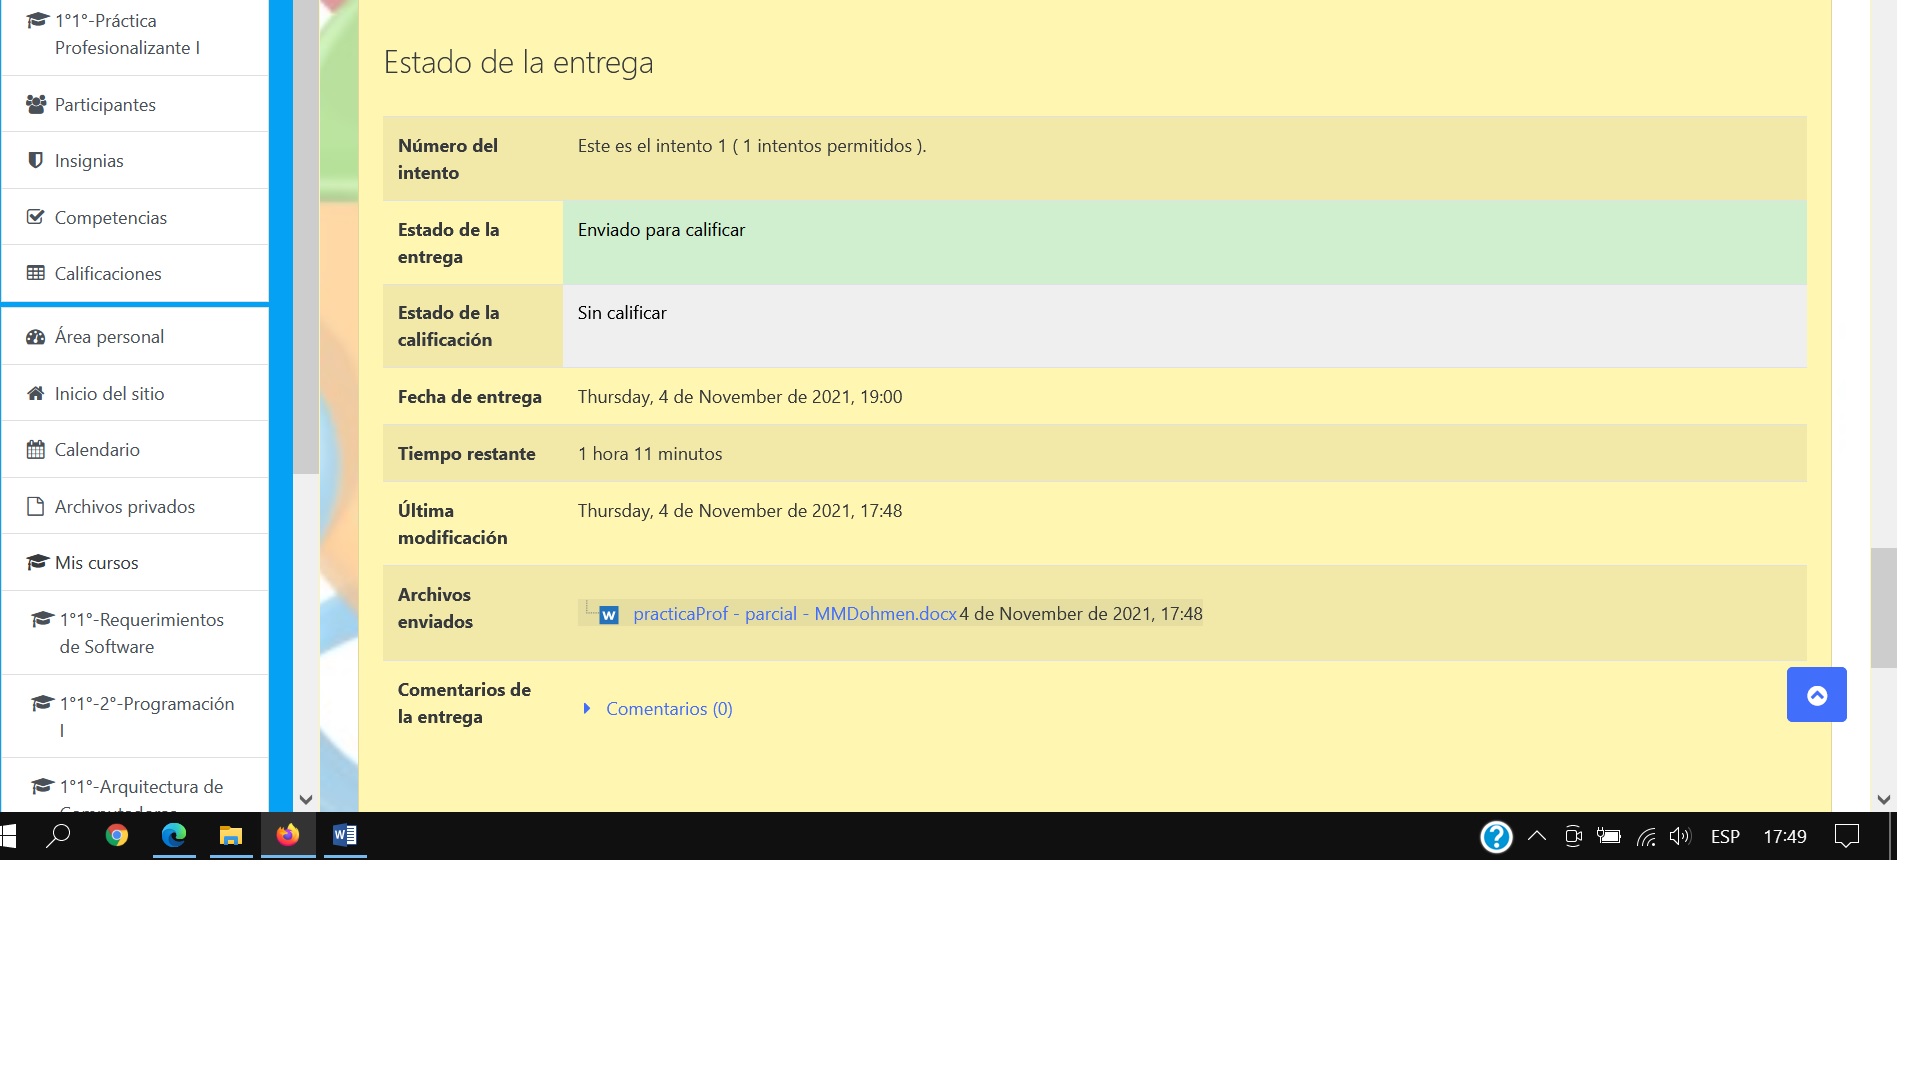 1°1°-Práctica
Profesionalizante I
Participantes
Insignias
Competencias
Calificaciones
Área personal
Inicio del sitio
Calendario
Archivos privados
Mis cursos
1°1°-Requerimientos
de Software
1°1°-2°-Programación
I
1°1°-Arquitectura de
Estado de la entrega
Número del
intento
Este es el intento 1 ( 1 intentos permitidos ).
Estado de la
entrega
Enviado para calificar
Estado de la
calificación
Sin calificar
Fecha de entrega
Thursday, 4 de November de 2021, 19:00
Tiempo restante
1 hora 11 minutos
Última
modificación
Thursday, 4 de November de 2021, 17:48
Archivos
enviados
practicaProf - parcial - MMDohmen.docx 4 de November de 2021, 17:48
Comentarios de
la entrega
Comentarios (0)
ESP
17:49